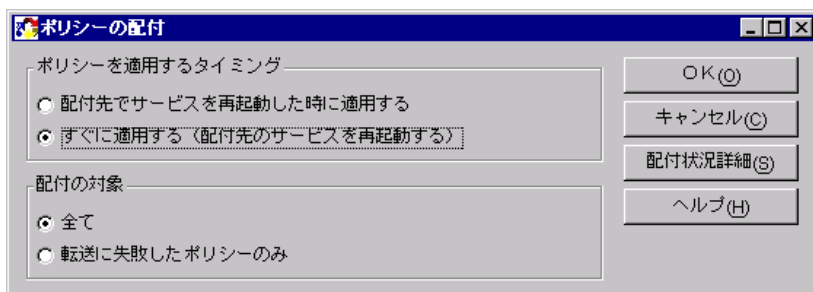 ポリシーの配付
ポリシーを適用するタイミング
配付先でサービスを再起動した時に適用する
すぐに適用する（配付先のサービスを再起動する）
配付の対象
全て
転送に失敗したポリシーのみ
OK(O)
キャンセル(C)
配付状況詳細(S)
ヘルプ(H)